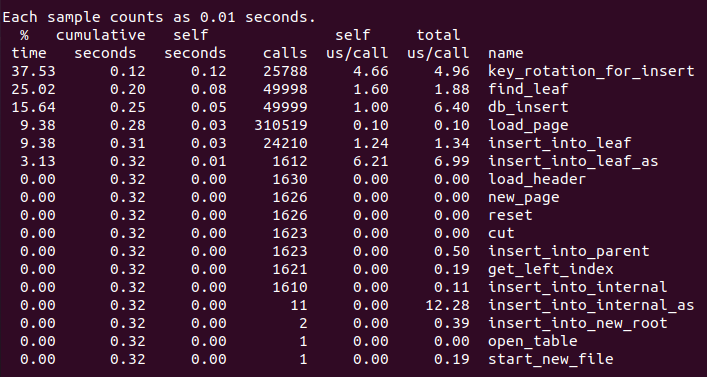 Each sample counts as 0.01 seconds.
  %   cumulative   self              self     total
 time   seconds   seconds    calls  us/call  us/call  name
 37.53      0.12     0.12    25788     4.66     4.96  key_rotation_for_insert
 25.02      0.20     0.08    49998     1.60     1.88  find_leaf
 15.64      0.25     0.05    49999     1.00     6.40  db_insert
  9.38      0.28     0.03   310519     0.10     0.10  load_page
  9.38      0.31     0.03    24210     1.24     1.34  insert_into_leaf
  3.13      0.32     0.01     1612     6.21     6.99  insert_into_leaf_as
  0.00      0.32     0.00     1630     0.00     0.00  load_header
  0.00      0.32     0.00     1626     0.00     0.00  new_page
  0.00      0.32     0.00     1626     0.00     0.00  reset
  0.00      0.32     0.00     1623     0.00     0.00  cut
  0.00      0.32     0.00     1623     0.00     0.50  insert_into_parent
  0.00      0.32     0.00     1621     0.00     0.19  get_left_index
  0.00      0.32     0.00     1610     0.00     0.11  insert_into_internal
  0.00      0.32     0.00       11     0.00    12.28  insert_into_internal_as
  0.00      0.32     0.00        2     0.00     0.39  insert_into_new_root
  0.00      0.32     0.00        1     0.00     0.00  open_table
  0.00      0.32     0.00        1     0.00     0.19  start_new_file